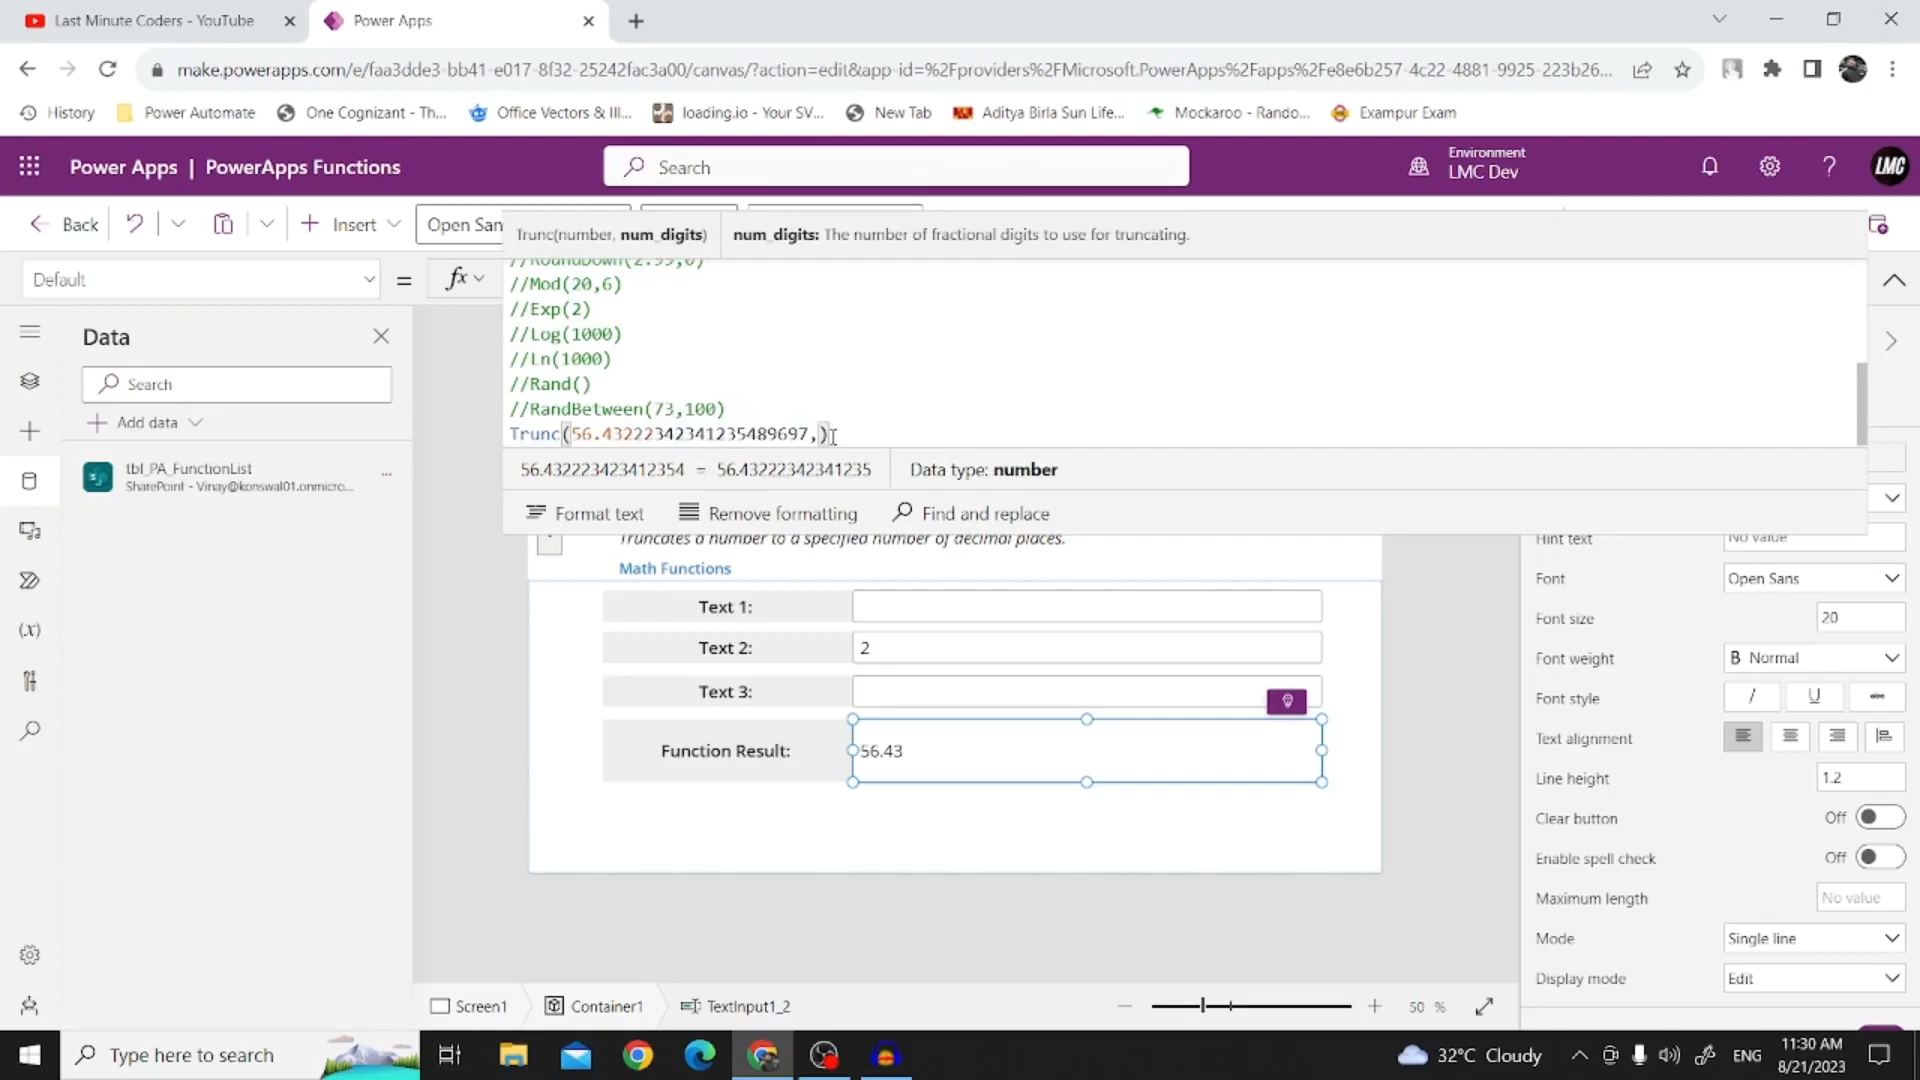 Last Minute Coders - YouTube
Power Apps
make.powerapps.com/e/faa3dde3-bb41-e017-8f32-25242fac3a00/canvas/?action=edit&app-id=%2Fproviders%2FMicrosoft.PowerApps%2Fapps%2Fe8e6b257-4c22-4881-9925-223b26...
History
Power Automate
One Cognizant - Th...
Office Vectors & Ill...
loading.io - Your SV...
New Tab
Aditya Birla Sun Life...
Mockaroo - Rando...
Exampur Exam
Power Apps | PowerApps Functions
Search
Environment
LMC Dev
LMC
Back
Insert
Open San
Trunc(number, num_digits)
num_digits: The number of fractional digits to use for truncating.
Default
=
fx
//RoundDown(2.99,0)
//Mod(20,6)
//Exp(2)
//Log(1000)
//Ln(1000)
//Rand()
//RandBetween(73,100)
Trunc(56.43222342341235489697,)
56.432223423412354 = 56.43222342341235
Data type: number
Format text
Remove formatting
Find and replace
Data
Search
Add data
tbl_PA_FunctionList
SharePoint - Vinay@konswal01.onmicro...
Truncates a number to a specified number of decimal places.
Math Functions
Text 1:
Text 2:
2
Text 3:
Function Result:
56.43
Hint text
No value
Font
Open Sans
Font size
20
Font weight
B Normal
Font style
/
U
abc
Text alignment
Line height
1.2
Clear button
Off
Enable spell check
Off
Maximum length
No value
Mode
Single line
Display mode
Edit
Screen1
Container1
TextInput1_2
50 %
Type here to search
32°C Cloudy
ENG
11:30 AM
8/21/2023